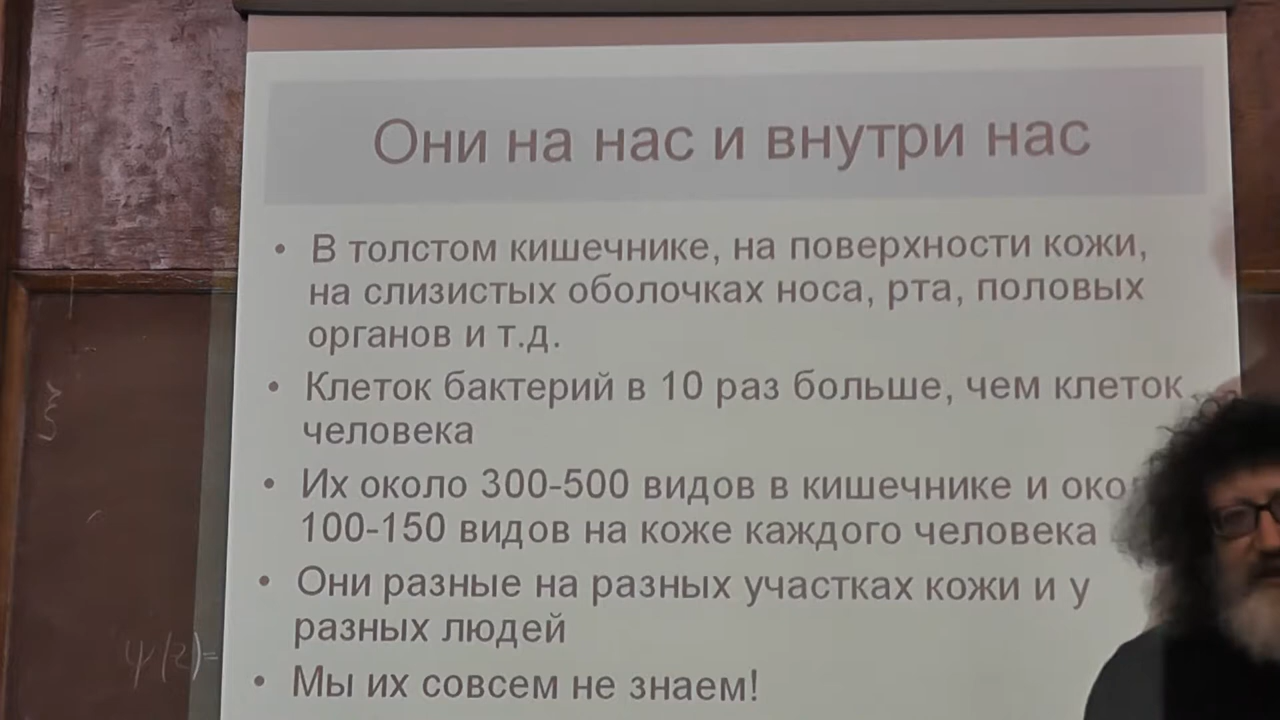 Они на нас и внутри нас
• В толстом кишечнике, на поверхности кожи,
на слизистых оболочках носа, рта, половых
органов и т.д.
• Клеток бактерий в 10 раз больше, чем клеток
человека
• Их около 300-500 видов в кишечнике и око
100-150 видов на коже каждого человека
• Они разные на разных участках кожи и у
разных людей
• Мы их совсем не знаем!
ψ(r)=